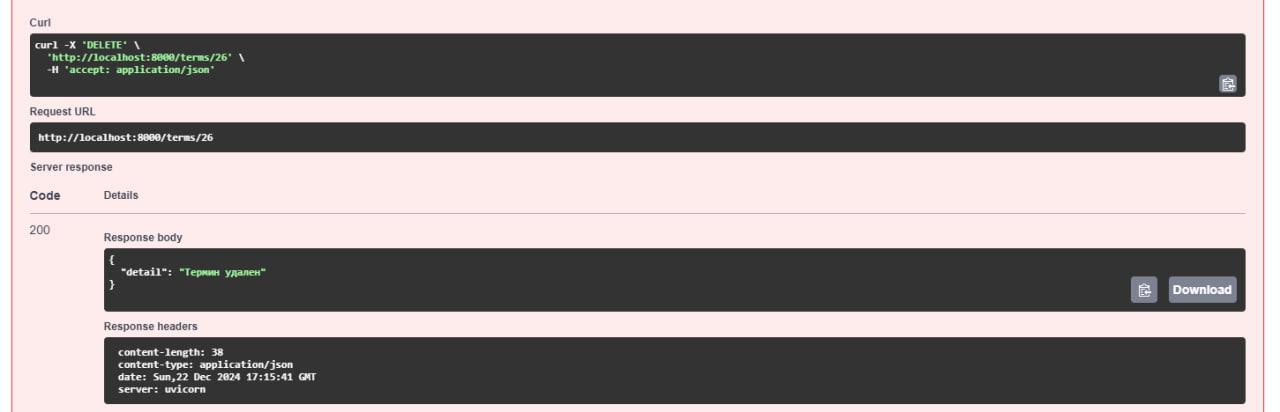 Curl
curl -X 'DELETE' \
  'http://localhost:8000/terms/26' \
  -H 'accept: application/json'
Request URL
http://localhost:8000/terms/26
Server response
Code Details
200
Response body
{
  "detail": "Термин удален"
}
Download
Response headers
content-length: 38
content-type: application/json
date: Sun,22 Dec 2024 17:15:41 GMT
server: uvicorn